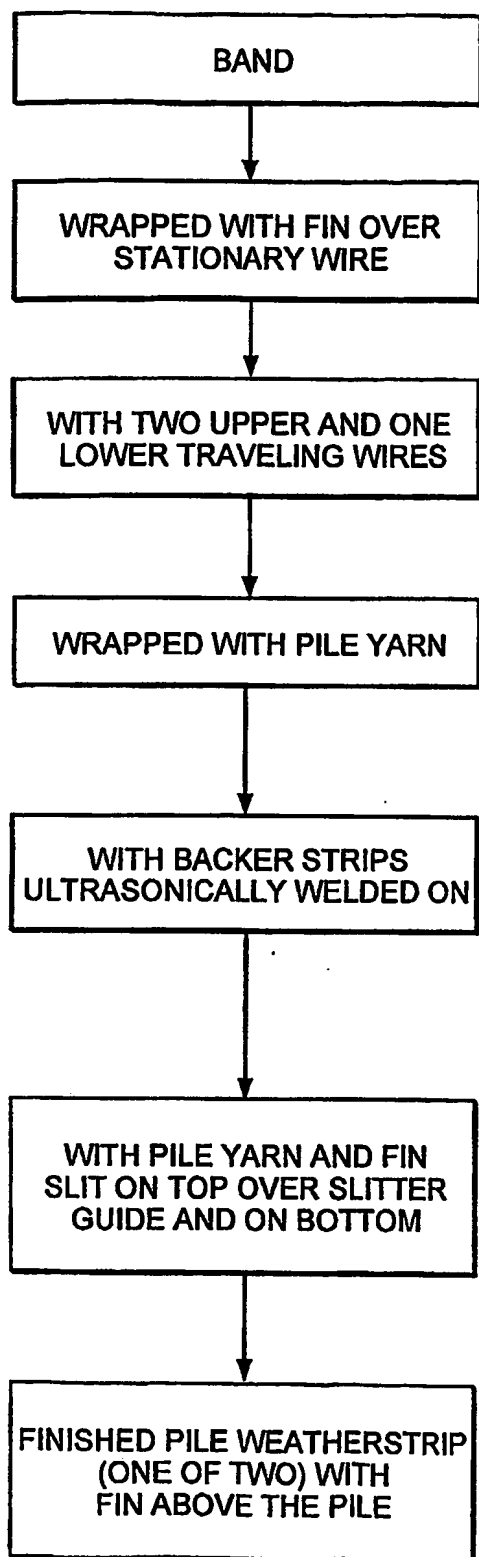 BAND
WRAPPED WITH FIN OVER
STATIONARY WIRE
WITH TWO UPPER AND ONE
LOWER TRAVELING WIRES
WRAPPED WITH PILE YARN
WITH BACKER STRIPS
ULTRASONICALLY WELDED ON
WITH PILE YARN AND FIN
SLIT ON TOP OVER SLITTER
GUIDE AND ON BOTTOM
FINISHED PILE WEATHERSTRIP
(ONE OF TWO) WITH
FIN ABOVE THE PILE